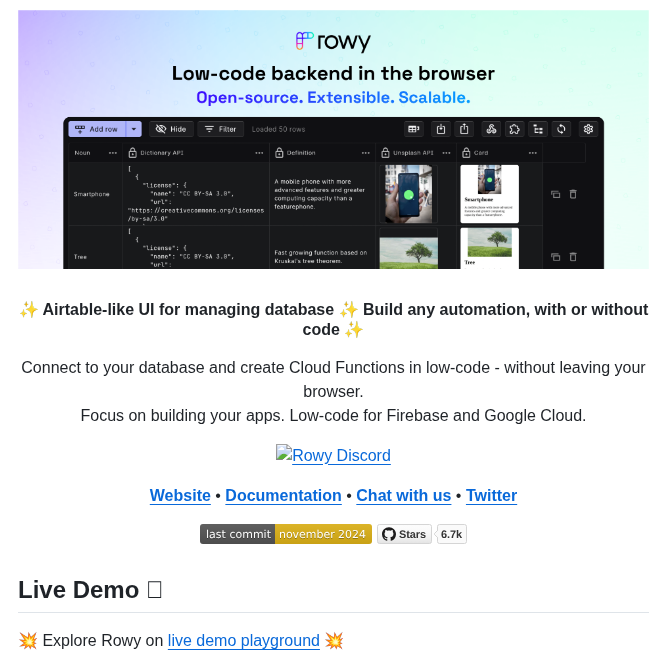 rowy
Low-code backend in the browser
Open-source. Extensible. Scalable.
Add row Hide Filter Loaded 50 rows
Noun Dictionary API Definition Unsplash API Card
Smartphone
[
{
"license": {
"name": "CC BY-SA 3.0",
"url":
"https://creativecommons.org/licenses
/by-sa/3.0"
A mobile phone with more
advanced features and greater
computing capacity than a
featurephone.
Smartphone
Tree
[
{
"license": {
"name": "CC BY-SA 3.0",
"url":
Fast growing function based on
Kruskal's tree theorem.
Tree
✨ Airtable-like UI for managing database ✨ Build any automation, with or without
code ✨
Connect to your database and create Cloud Functions in low-code - without leaving your
browser.
Focus on building your apps. Low-code for Firebase and Google Cloud.
Rowy Discord
Website • Documentation • Chat with us • Twitter
last commit november 2024 Stars 6.7k
Live Demo
💥 Explore Rowy on live demo playground 💥